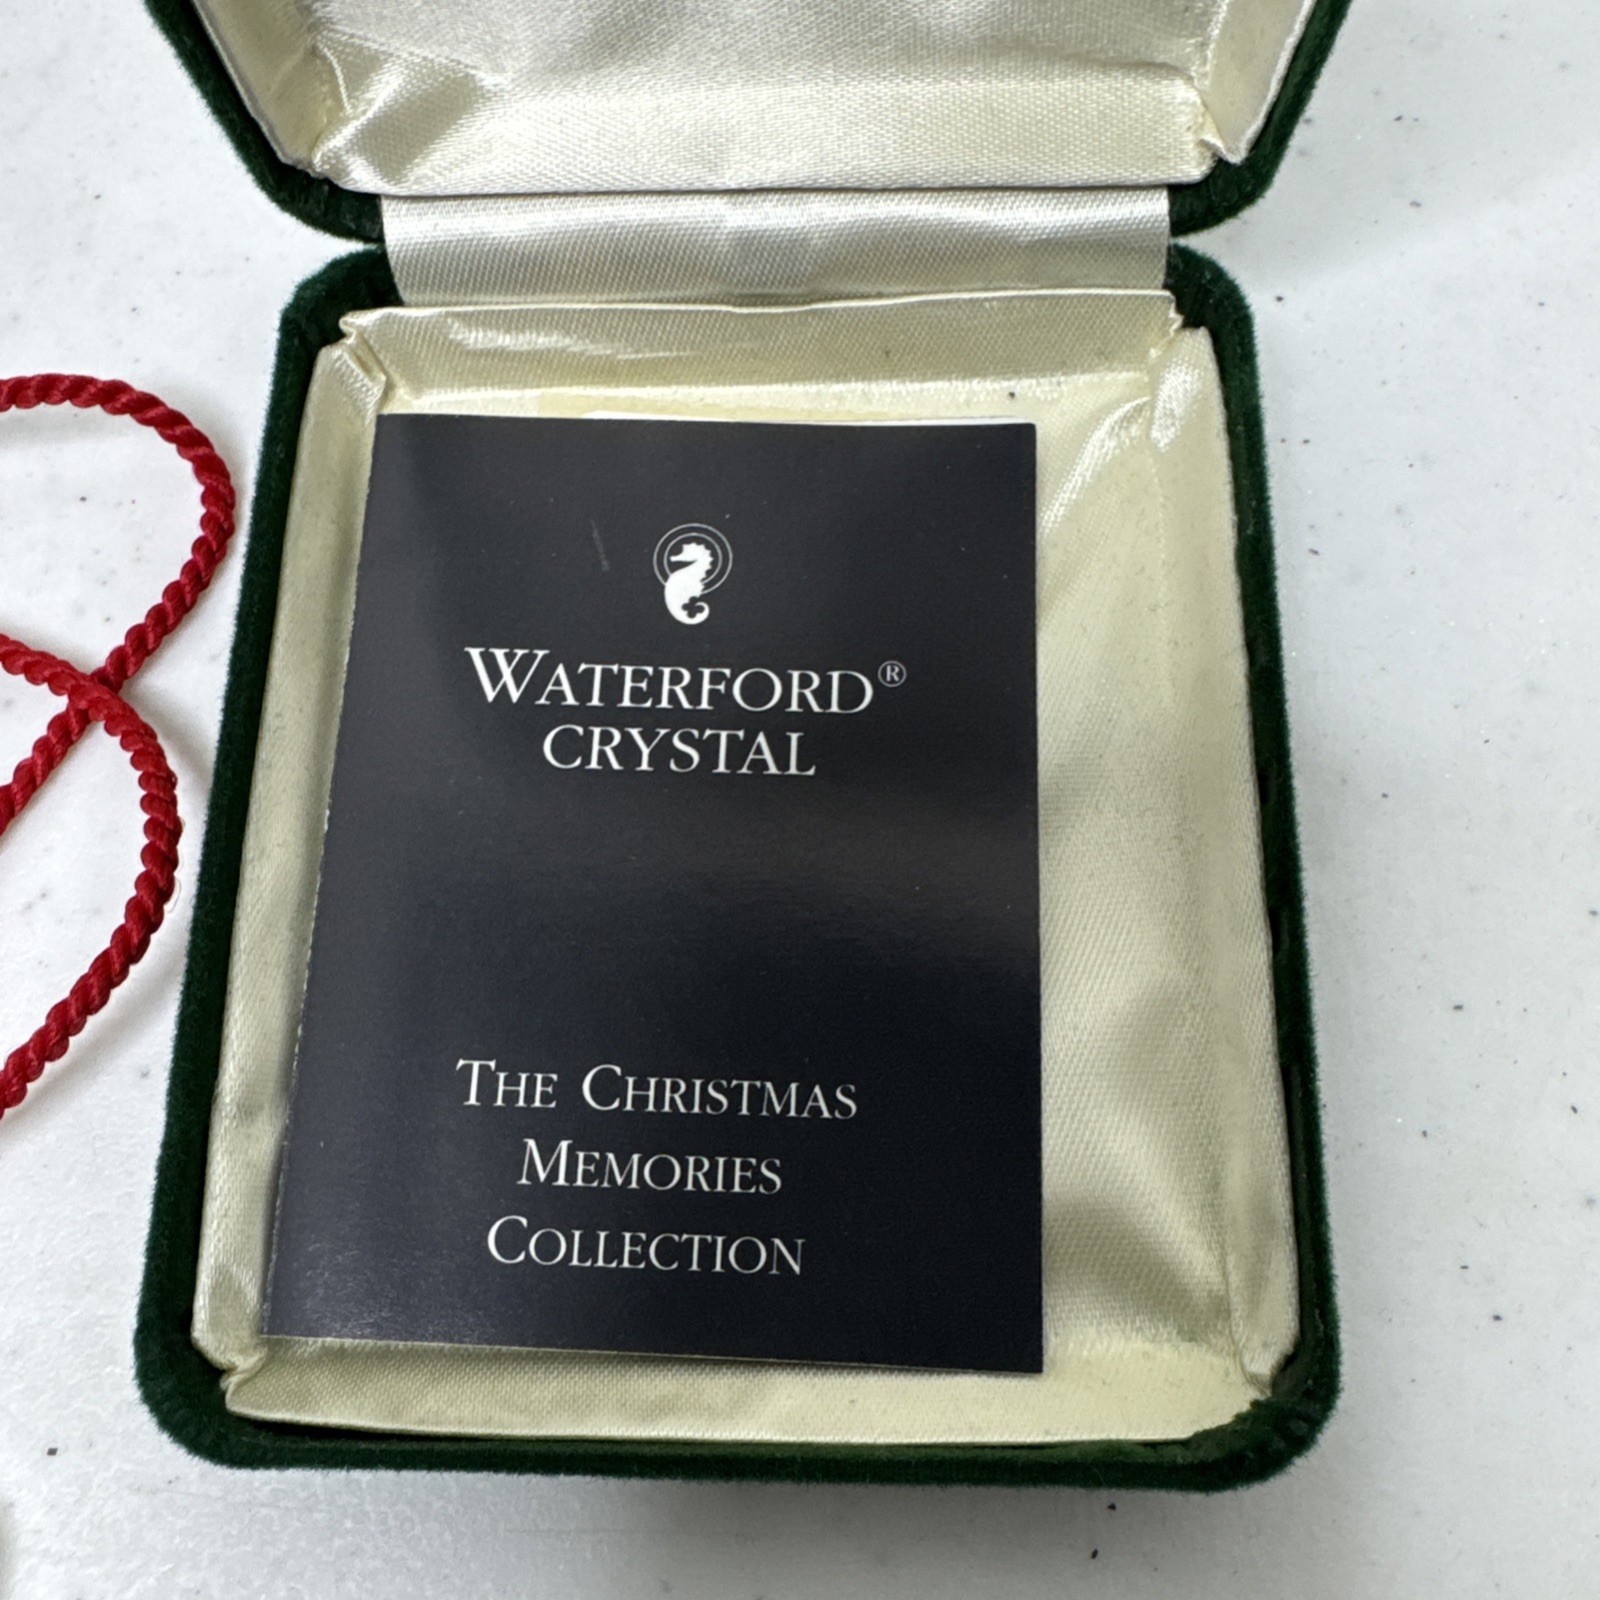 WATERFORD®
CRYSTAL
THE CHRISTMAS
MEMORIES
COLLECTION